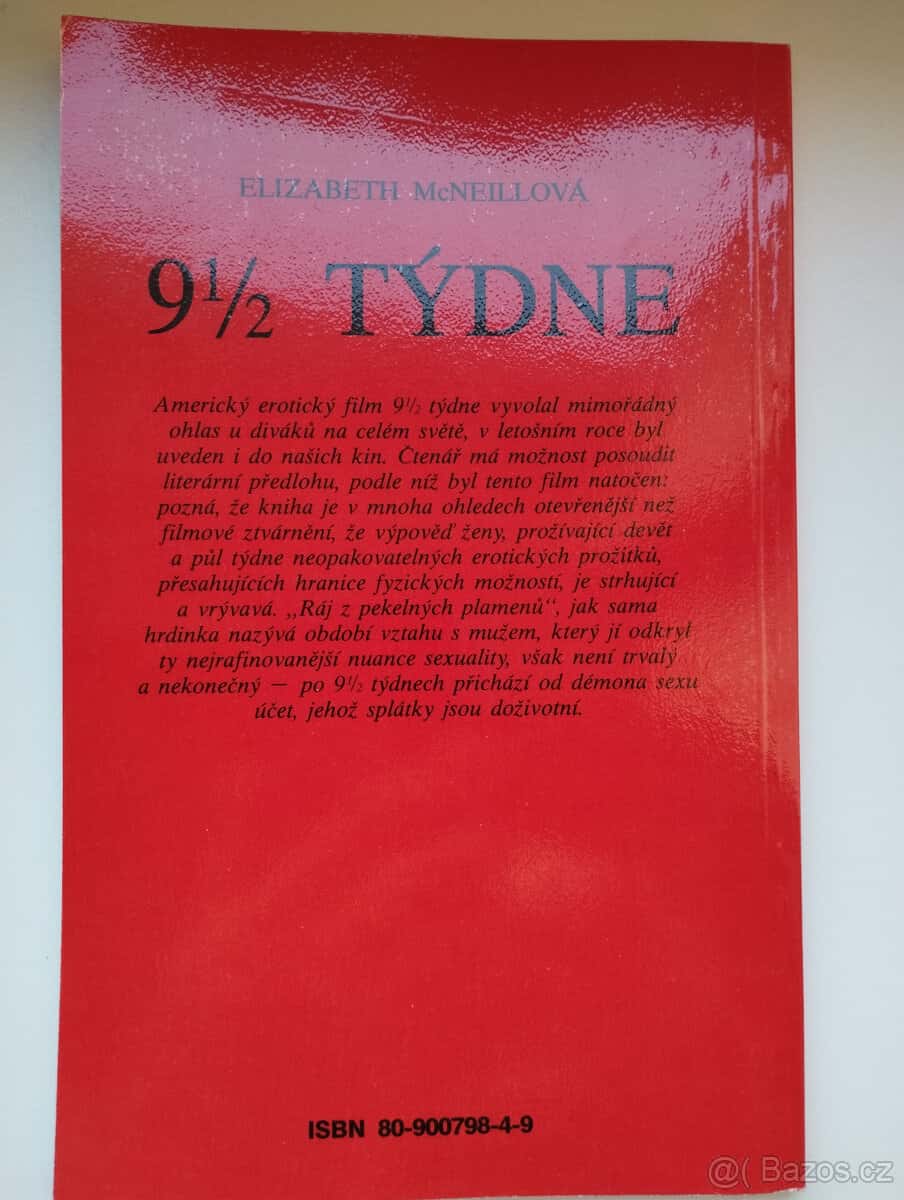 ELIZABETH McNEILLOVÁ
9½ TÝDNE
Americký erotický film 9½ týdne vyvolal mimořádný
ohlas u diváků na celém světě, v letošním roce byl
uveden i do našich kin. Čtenář má možnost posoudit
literární předlohu, podle níž byl tento film natočen:
pozná, že kniha je v mnoha ohledech otevřenější než
filmové ztvárnění, že výpověď ženy, prožívající devět
a půl týdne neopakovatelných erotických prožitků,
přesahujících hranice fyzických možností, je strhující
a vrývavá. „Ráj z pekelných plamenů“, jak sama
hrdinka nazývá období vztahu s mužem, který jí odkryl
ty nejrafinovanější nuance sexuality, však není trvalý
a nekonečný — po 9½ týdnech přichází od démona sexu
účet, jehož splátky jsou doživotní.
ISBN 80-900798-4-9
@( Bazos.cz